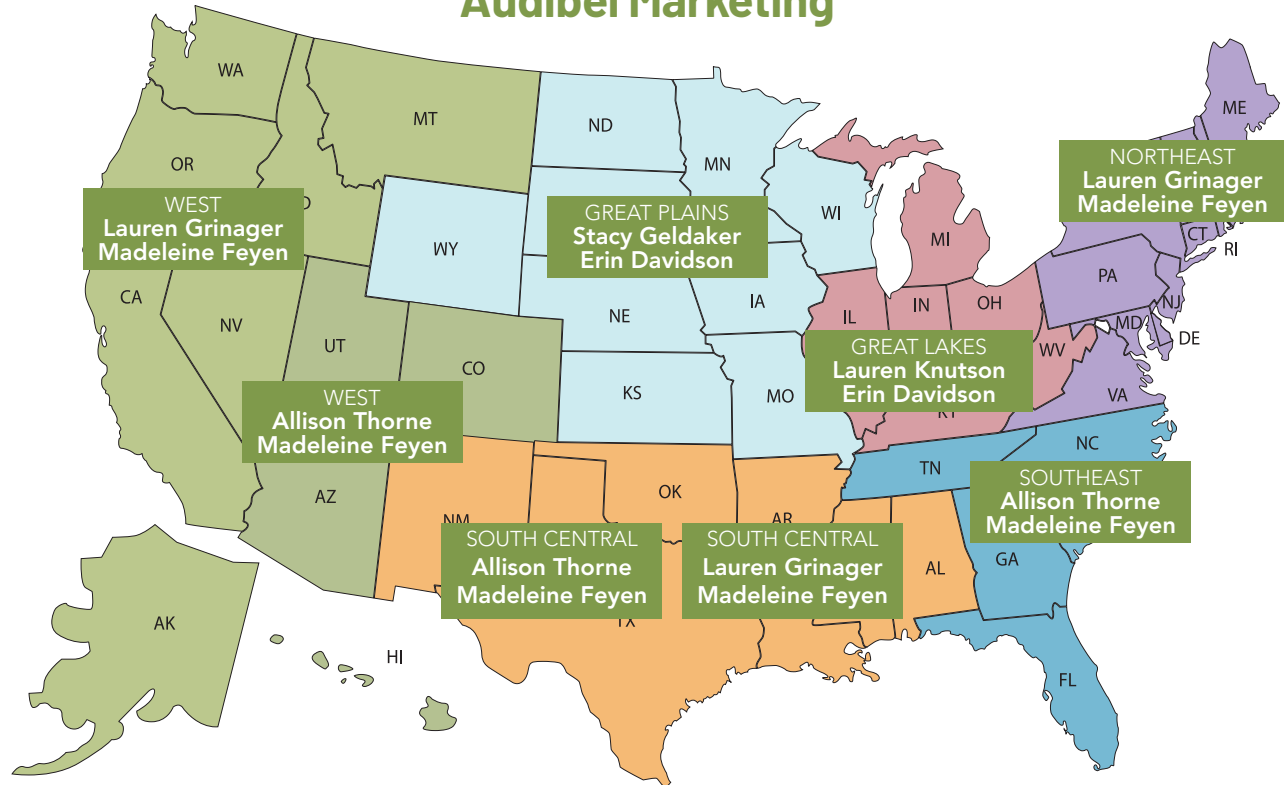 Audibel Marketing
WA
MT
ND
MN
ME
OR
WI
MI
NORTHEAST
Lauren Grinager
Madeleine Feyen
WEST
Lauren Grinager
Madeleine Feyen
GREAT PLAINS
Stacy Geldaker
Erin Davidson
WY
CT
RI
PA
CA
NV
IA
NE
IL
IN
OH
NJ
MD
DE
UT
CO
GREAT LAKES
Lauren Knutson
Erin Davidson
WV
KS
MO
VA
WEST
Allison Thorne
Madeleine Feyen
KY
NC
TN
AZ
OK
SOUTHEAST
Allison Thorne
Madeleine Feyen
NM
AR
SOUTH CENTRAL
Allison Thorne
Madeleine Feyen
SOUTH CENTRAL
Lauren Grinager
Madeleine Feyen
AL
GA
TX
AK
HI
FL